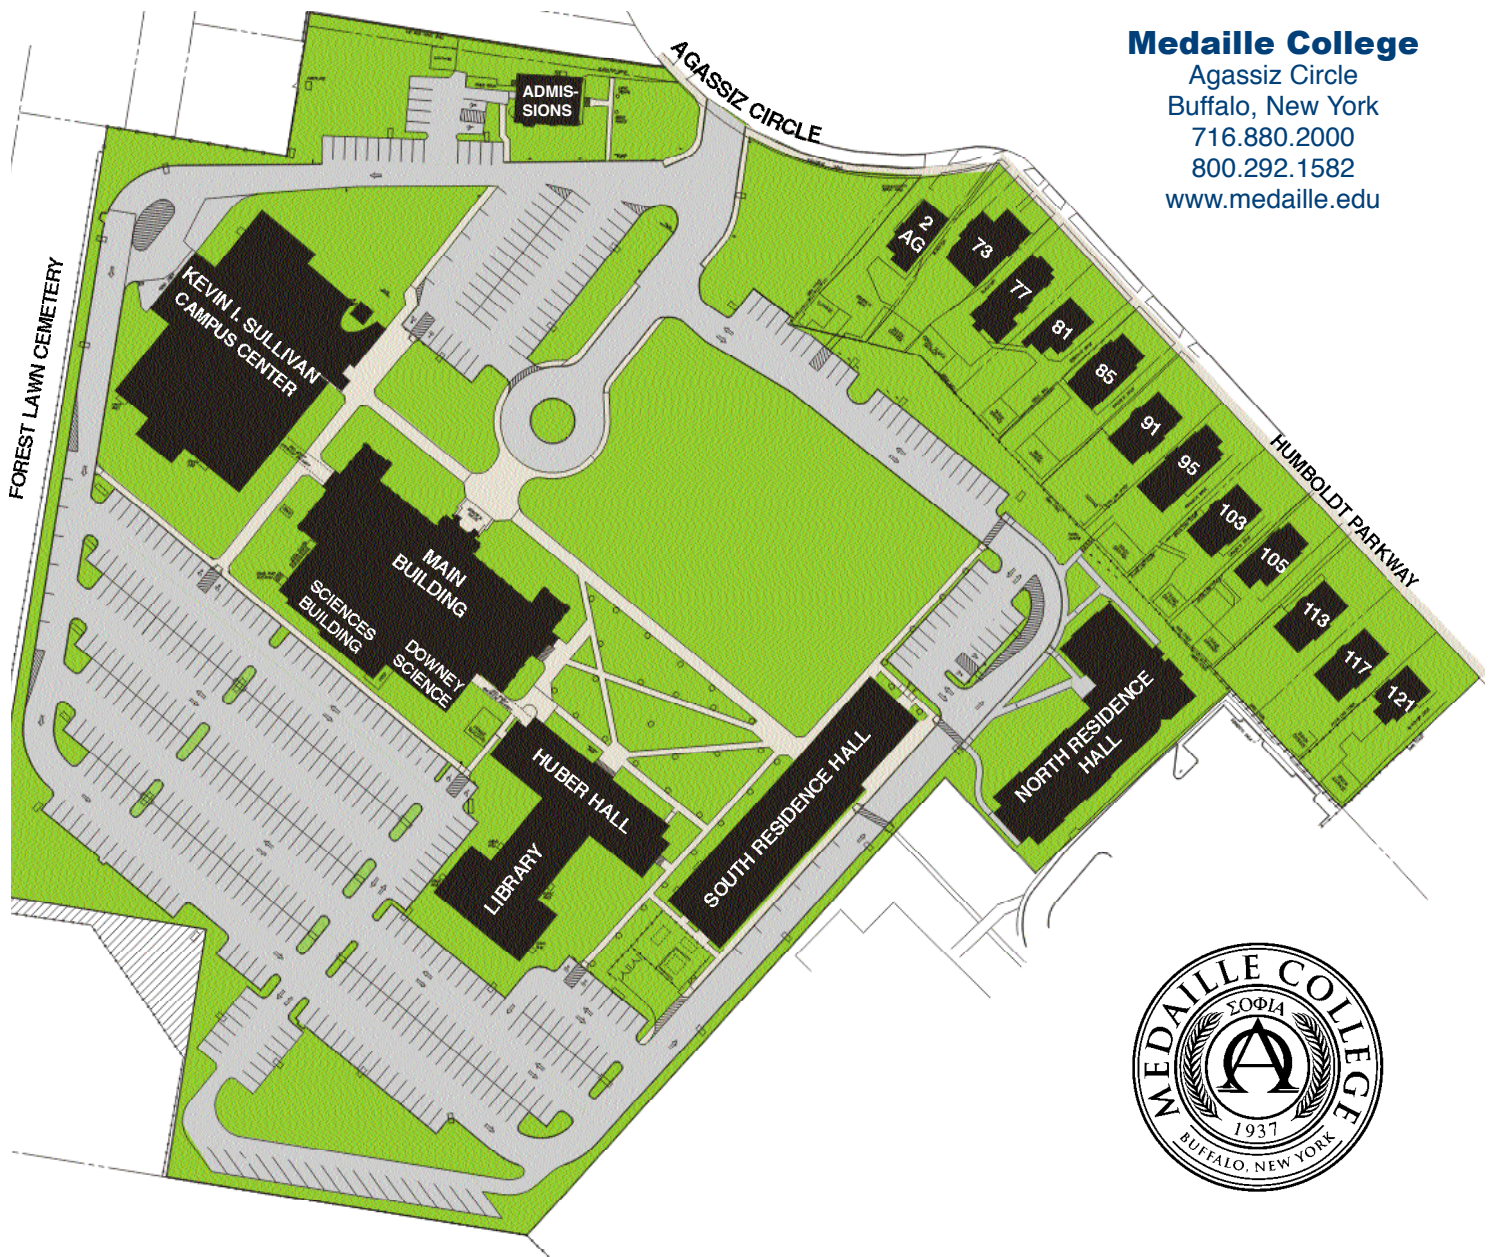 Medaille College
Agassiz Circle
Buffalo, New York
716.880.2000
800.292.1582
www.medaille.edu
AGASSIZ CIRCLE
ADMIS-
SIONS
FOREST LAWN CEMETERY
KEVIN I. SULLIVAN
CAMPUS CENTER
2
AG
73
77
81
85
91
95
103
105
113
117
121
HUMBOLDT PARKWAY
MAIN
BUILDING
SCIENCES
BUILDING
DOWNEY
SCIENCE
HUBER HALL
LIBRARY
SOUTH RESIDENCE HALL
NORTH RESIDENCE
HALL
MEDAILLE COLLEGE
ΣΟΦΙΑ
ΑΩ
1937
BUFFALO, NEW YORK